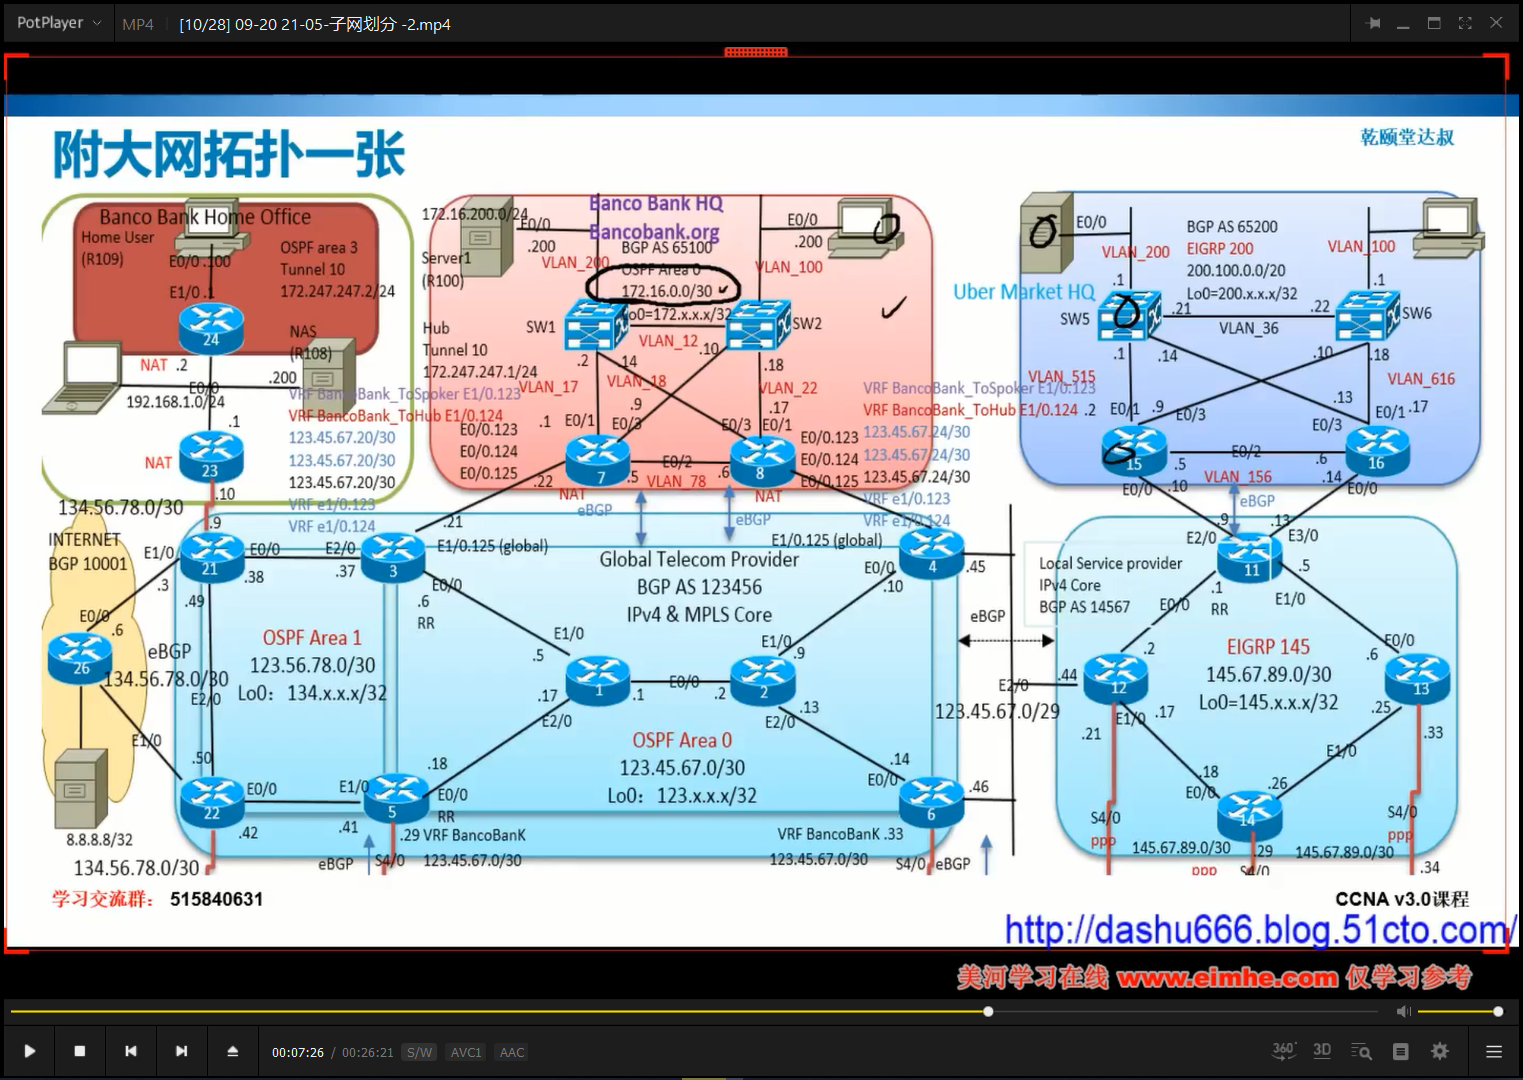 PotPlayer MP4 [10/28] 09-20 21-05-子网划分 -2.mp4
附大网拓扑一张
乾颐堂达叔
Banco Bank Home Office
Home User
(R109)
E0/0 .100
E1/0 .1
OSPF area 3
Tunnel 10
172.247.247.2/24
24
NAS
(R108)
NAT .2
E0/0
.200
192.168.1.0/24
.1
NAT
23
.10
134.56.78.0/30
.9
VRF BancoBank_ToSpoker E1/0.123
VRF BancoBank_ToHub E1/0.124
123.45.67.20/30
123.45.67.20/30
123.45.67.20/30
VRF e1/0.123
VRF e1/0.124
172.16.200.0/24
E0/0
.200
VLAN_200
Server1
(R100)
Banco Bank HQ
Bancobank.org
BGP AS 65100
OSPF Area 0
172.16.0.0/30
Lo0=172.x.x.x/32
E0/0
.200
VLAN_100
SW1
SW2
VLAN_12
Hub
Tunnel 10
172.247.247.1/24
.2
.14
.10
.18
VLAN_17
VLAN_18
VLAN_22
.9
.17
.1
E0/1
E0/3
E0/3
E0/1
E0/0.123
E0/0.124
E0/0.125
7
E0/2
8
.5
VLAN_78
.6
.22
NAT
NAT
E0/0.123
E0/0.124
E0/0.125
eBGP
eBGP
VRF BancoBank_ToSpoker E1/0.123
VRF BancoBank_ToHub E1/0.124
123.45.67.24/30
123.45.67.24/30
123.45.67.24/30
VRF e1/0.123
VRF e1/0.124
E0/0
VLAN_200
BGP AS 65200
EIGRP 200
200.100.0.0/20
Lo0=200.x.x.x/32
VLAN_100
Uber Market HQ
.1
.1
SW5
.21
.22
SW6
VLAN_36
.1
.14
.10
.18
VLAN_515
VLAN_616
.2
E0/1
.9
E0/3
.13
E0/3
E0/1
.17
15
E0/2
16
.5
.6
VLAN_156
E0/0
.10
.14
E0/0
eBGP
INTERNET
BGP 10001
E1/0
.3
21
E0/0
.38
E2/0
.37
3
.49
.21
E1/0.125 (global)
E0/0
.6
RR
E0/0
.6
eBGP
26
134.56.78.0/30
E2/0
E1/0
.50
8.8.8.8/32
134.56.78.0/30
22
E0/0
.42
E1/0
.41
5
OSPF Area 1
123.56.78.0/30
Lo0：134.x.x.x/32
Global Telecom Provider
BGP AS 123456
IPv4 & MPLS Core
E1/0
.5
.17
1
.1
E0/0
.2
2
E2/0
E1/0
.9
E2/0
.13
OSPF Area 0
123.45.67.0/30
Lo0：123.x.x.x/32
.18
E0/0
RR
.29 VRF BancoBanK
eBGP
S4/0
123.45.67.0/30
E1/0.125 (global)
4
E0/0
.10
.45
.14
E0/0
6
.46
VRF BancoBanK .33
123.45.67.0/30
S4/0
eBGP
eBGP
E2/0
.44
123.45.67.0/29
Local Service provider
IPv4 Core
BGP AS 14567
.9
.13
E2/0
E3/0
11
.1
RR
.5
E0/0
E1/0
.2
12
E0/0
.6
13
EIGRP 145
145.67.89.0/30
Lo0=145.x.x.x/32
.21
E1/0
.17
.25
.33
.18
E0/0
E1/0
.26
14
S4/0
ppp
145.67.89.0/30
.29
S4/0
ppp
145.67.89.0/30
S4/0
ppp
.34
学习交流群： 515840631
CCNA v3.0课程
http://dashu666.blog.51cto.com/
美河学习在线 www.eimhe.com 仅学习参考
00:07:26 / 00:26:21 S/W AVC1 AAC
360° 3D